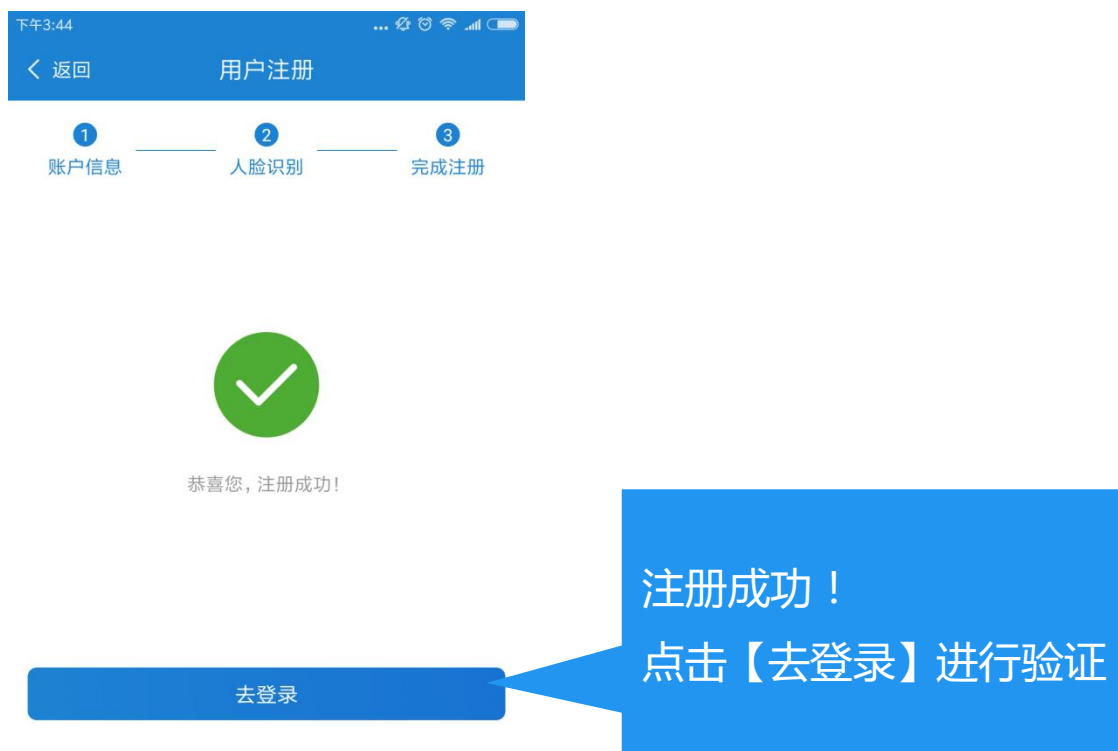 下午3:44
返回
用户注册
1
2
3
账户信息
人脸识别
完成注册
恭喜您，注册成功！
去登录
注册成功！
点击【去登录】进行验证